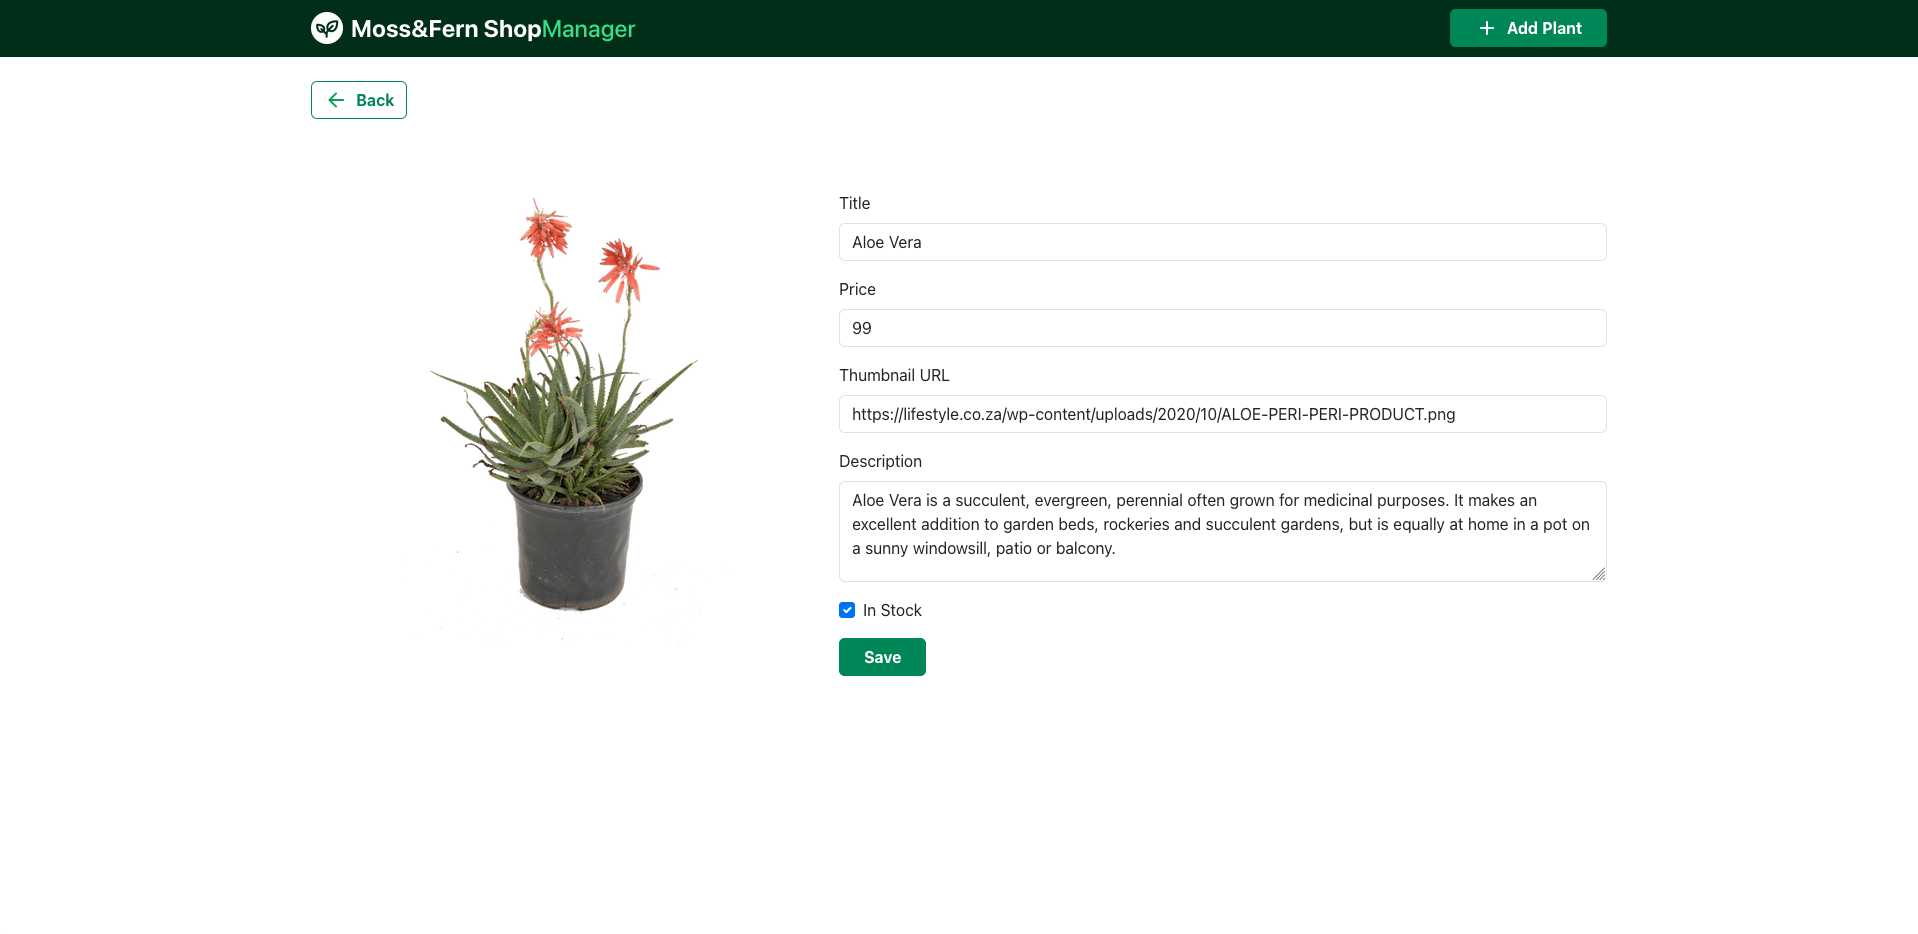 Moss&Fern ShopManager
Add Plant
Back
Title
Aloe Vera
Price
99
Thumbnail URL
https://lifestyle.co.za/wp-content/uploads/2020/10/ALOE-PERI-PERI-PRODUCT.png
Description
Aloe Vera is a succulent, evergreen, perennial often grown for medicinal purposes. It makes an
excellent addition to garden beds, rockeries and succulent gardens, but is equally at home in a pot on
a sunny windowsill, patio or balcony.
In Stock
Save